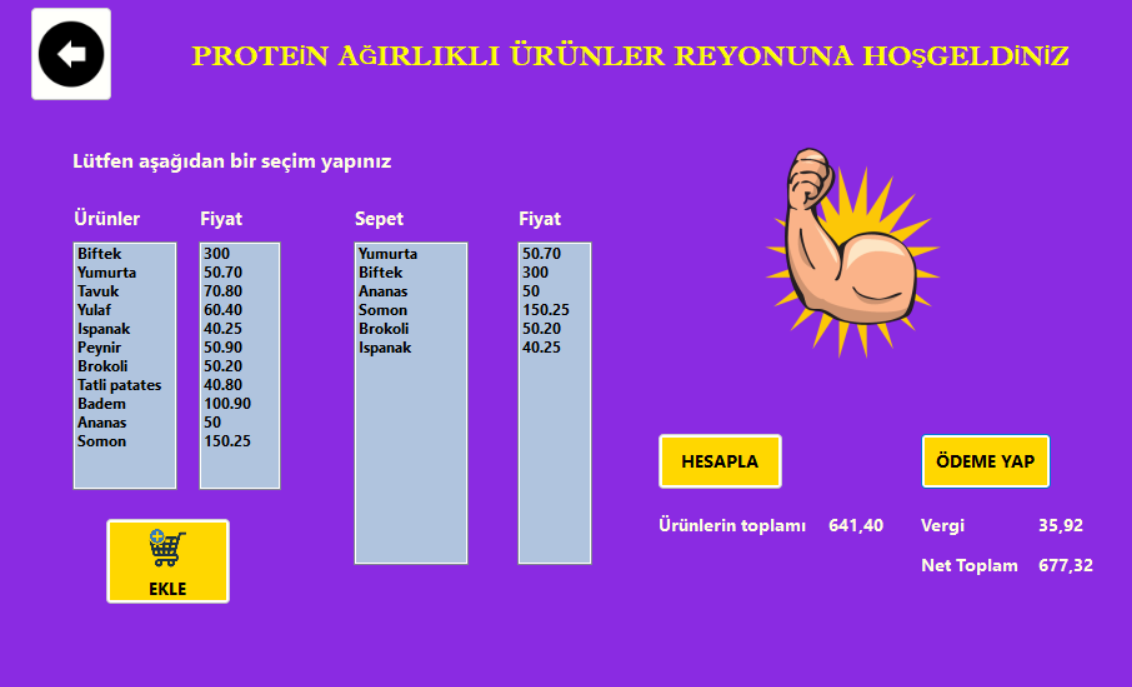 PROTEİN AĞIRLIKLI ÜRÜNLER REYONUNA HOŞGELDİNİZ
Lütfen aşağıdan bir seçim yapınız
Ürünler Fiyat Sepet Fiyat
Biftek 300 Yumurta 50.70
Yumurta 50.70 Biftek 300
Tavuk 70.80 Ananas 50
Yulaf 60.40 Somon 150.25
Ispanak 40.25 Brokoli 50.20
Peynir 50.90 Ispanak 40.25
Brokoli 50.20
Tatli patates 40.80
Badem 100.90
Ananas 50
Somon 150.25
HESAPLA ÖDEME YAP
Ürünlerin toplamı 641,40 Vergi 35,92
Net Toplam 677,32
EKLE